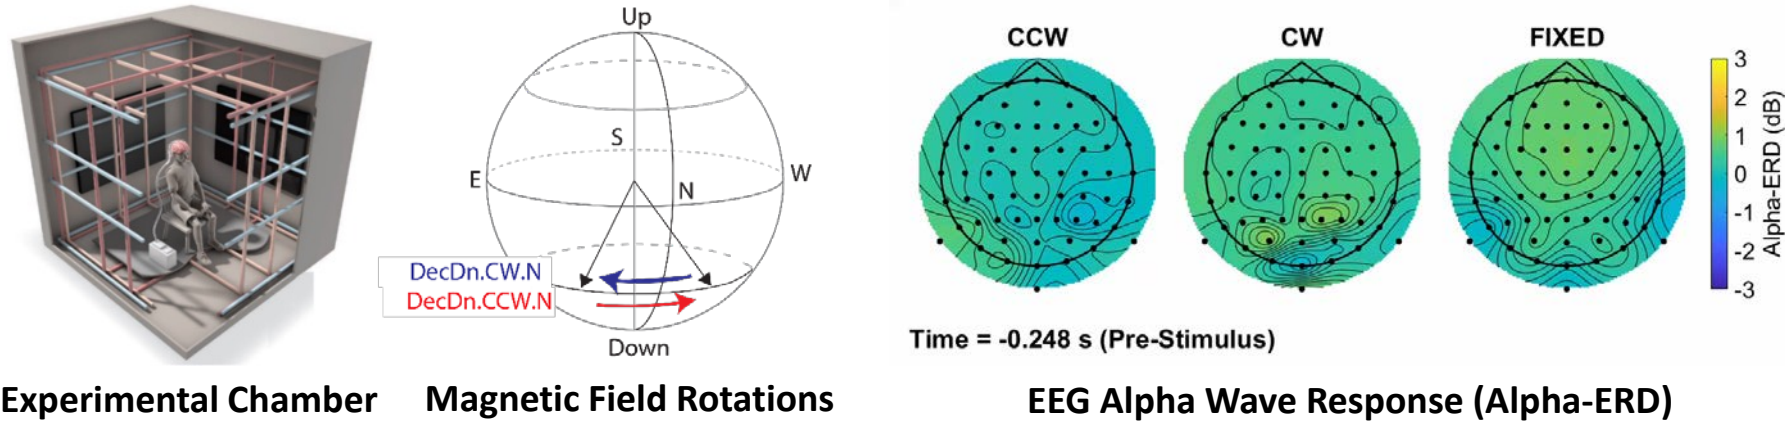 Up
S
E
W
N
DecDn.CW.N
DecDn.CCW.N
Down
CCW
CW
FIXED
3
2
1
0
-1
-2
-3
Alpha-ERD (dB)
Time = -0.248 s (Pre-Stimulus)
Experimental Chamber
Magnetic Field Rotations
EEG Alpha Wave Response (Alpha-ERD)